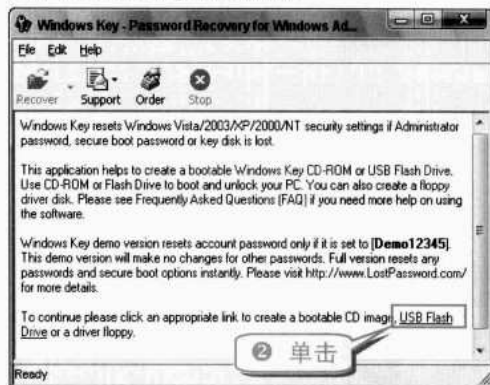 Windows Key - Password Recovery for Windows Ad...
File Edit Help
Recover Support Order Stop
Windows Key resets Windows Vista/2003/XP/2000/NT security settings if Administrator
password, secure boot password or key disk is lost.
This application helps to create a bootable Windows Key CD-ROM or USB Flash Drive.
Use CD-ROM or Flash Drive to boot and unlock your PC. You can also create a floppy
driver disk. Please see Frequently Asked Questions (FAQ) if you need more help on using
the software.
Windows Key demo version resets account password only if it is set to [Demo12345].
This demo version will make no changes for other passwords. Full version resets any
passwords and secure boot options instantly. Please visit http://www.LostPassword.com/
for more details.
To continue please click an appropriate link to create a bootable CD image, USB Flash
Drive or a driver floppy.
❷ 单击
Ready